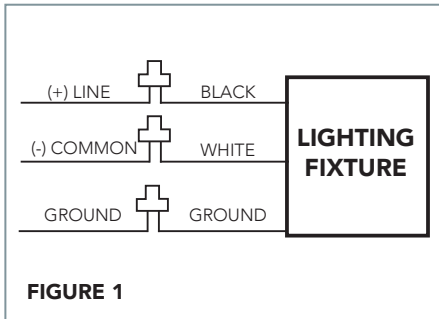 (+) LINE BLACK
(-) COMMON WHITE
LIGHTING
FIXTURE
GROUND GROUND
FIGURE 1